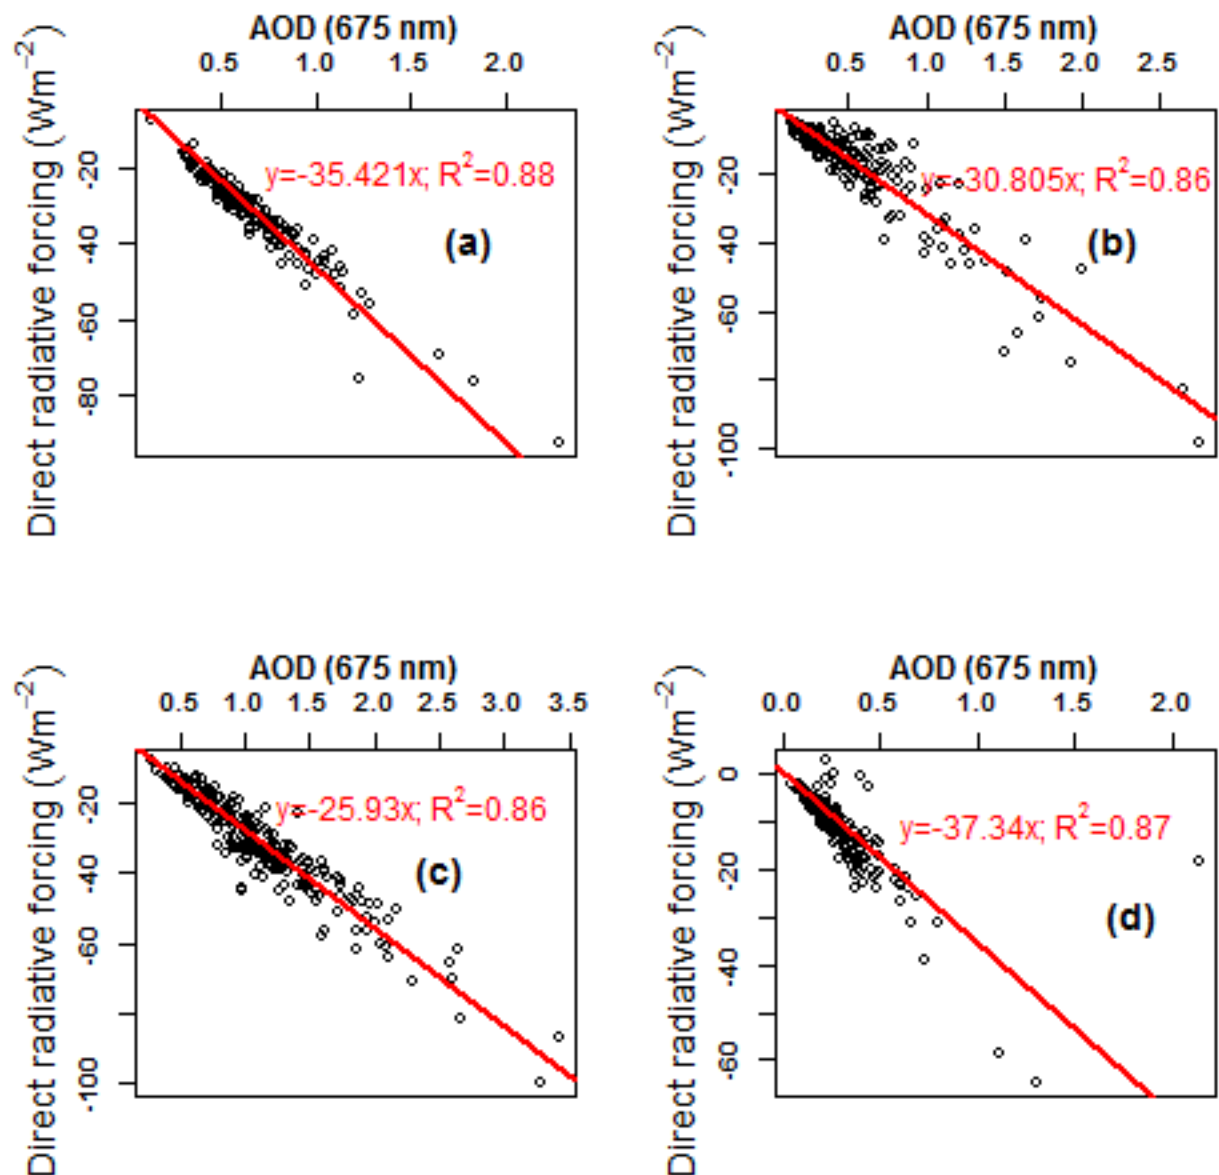 AOD (675 nm)
0.5 1.0 1.5 2.0
Direct radiative forcing (Wm−2)
-20
-40
-60
-80
y=-35.421x; R2=0.88
(a)
AOD (675 nm)
0.5 1.0 1.5 2.0 2.5
Direct radiative forcing (Wm−2)
-20
-60
-100
y=-30.805x; R2=0.86
(b)
AOD (675 nm)
0.5 1.0 1.5 2.0 2.5 3.0 3.5
Direct radiative forcing (Wm−2)
-20
-40
-60
-100
y=-25.93x; R2=0.86
(c)
AOD (675 nm)
0.0 0.5 1.0 1.5 2.0
Direct radiative forcing (Wm−2)
0
-20
-40
-60
y=-37.34x; R2=0.87
(d)